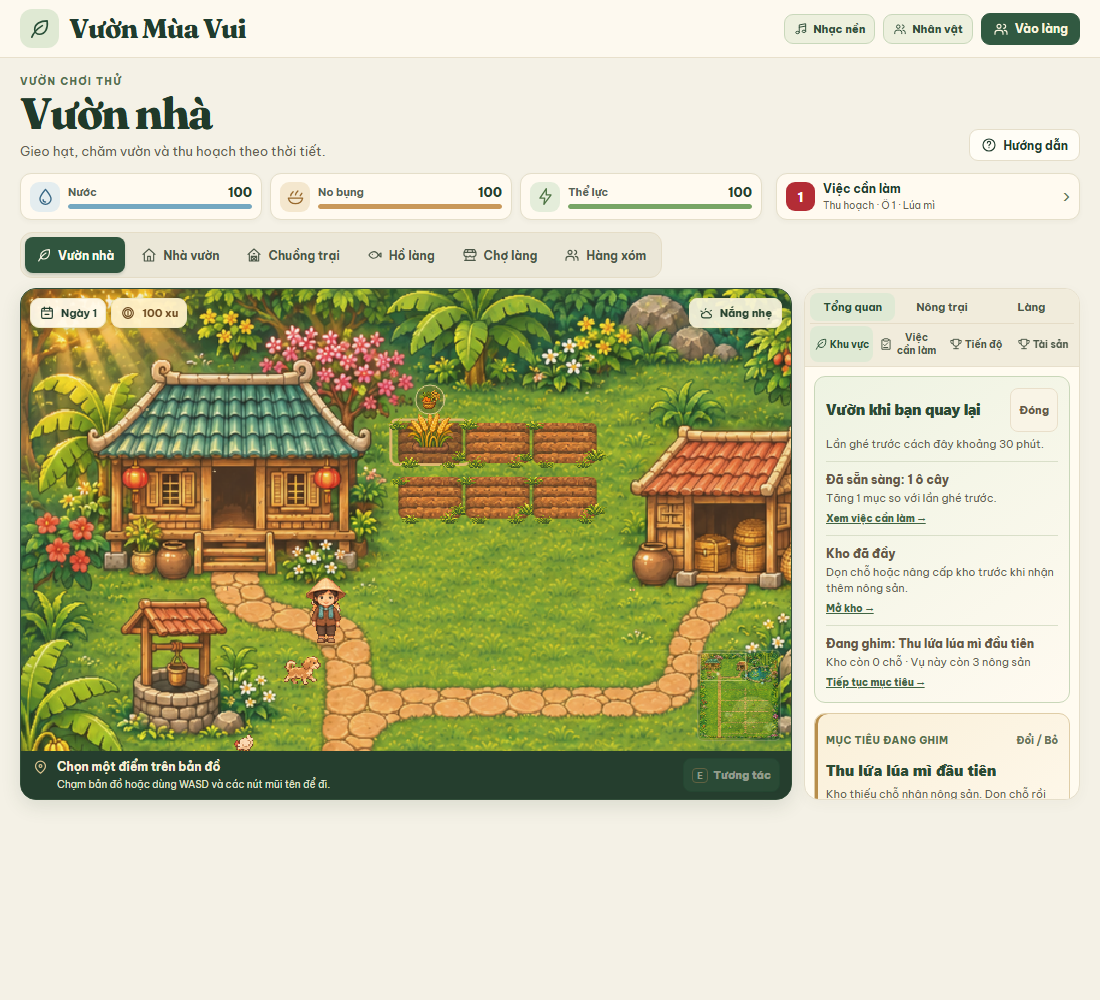 Vườn Mùa Vui
Nhạc nền
Nhân vật
Vào làng
VƯỜN CHƠI THỬ
Vườn nhà
Gieo hạt, chăm vườn và thu hoạch theo thời tiết.
Hướng dẫn
Nước 100
No bụng 100
Thể lực 100
1
Việc cần làm
Thu hoạch · Ô 1 · Lúa mì
Vườn nhà
Nhà vườn
Chuồng trại
Hồ làng
Chợ làng
Hàng xóm
Ngày 1
100 xu
Nắng nhẹ
Chọn một điểm trên bản đồ
Chạm bản đồ hoặc dùng WASD và các nút mũi tên để đi.
E Tương tác
Tổng quan
Nông trại
Làng
Khu vực
Việc
cần làm
Tiến độ
Tài sản
Vườn khi bạn quay lại
Đóng
Lần ghé trước cách đây khoảng 30 phút.
Đã sẵn sàng: 1 ô cây
Tăng 1 mục so với lần ghé trước.
Xem việc cần làm →
Kho đã đầy
Dọn chỗ hoặc nâng cấp kho trước khi nhận
thêm nông sản.
Mở kho →
Đang ghim: Thu lứa lúa mì đầu tiên
Kho còn 0 chỗ · Vụ này còn 3 nông sản
Tiếp tục mục tiêu →
MỤC TIÊU ĐANG GHIM
Đổi / Bỏ
Thu lứa lúa mì đầu tiên
Kho thiếu chỗ nhận nông sản. Dọn chỗ rồi